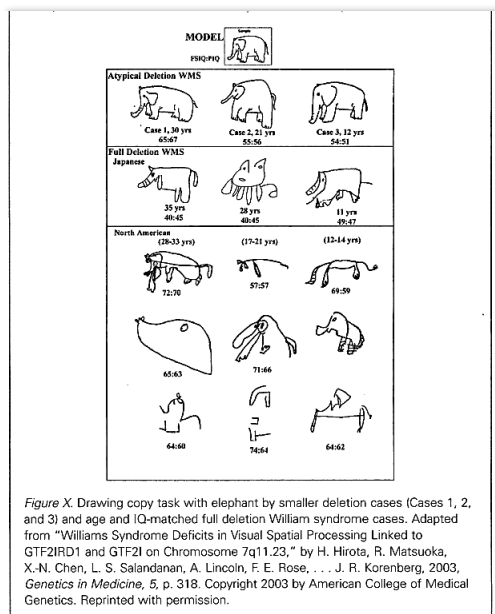 MODEL
Sample
FSIQ:PIQ
Atypical Deletion WMS
Case 1, 30 yrs
65:67
Case 2, 21 yrs
55:56
Case 3, 12 yrs
54:51
Full Deletion WMS
Japanese
35 yrs
40:45
28 yrs
40:45
11 yrs
49:47
North American
(28-33 yrs)
(17-21 yrs)
(12-14 yrs)
72:70
57:57
69:59
65:63
71:66
64:60
74:64
64:62
Figure X. Drawing copy task with elephant by smaller deletion cases (Cases 1, 2,
and 3) and age and IQ-matched full deletion William syndrome cases. Adapted
from "Williams Syndrome Deficits in Visual Spatial Processing Linked to
GTF2IRD1 and GTF2I on Chromosome 7q11.23," by H. Hirota, R. Matsuoka,
X.-N. Chen, L. S. Salandanan, A. Lincoln, F. E. Rose, . . . J. R. Korenberg, 2003,
Genetics in Medicine, 5, p. 318. Copyright 2003 by American College of Medical
Genetics. Reprinted with permission.